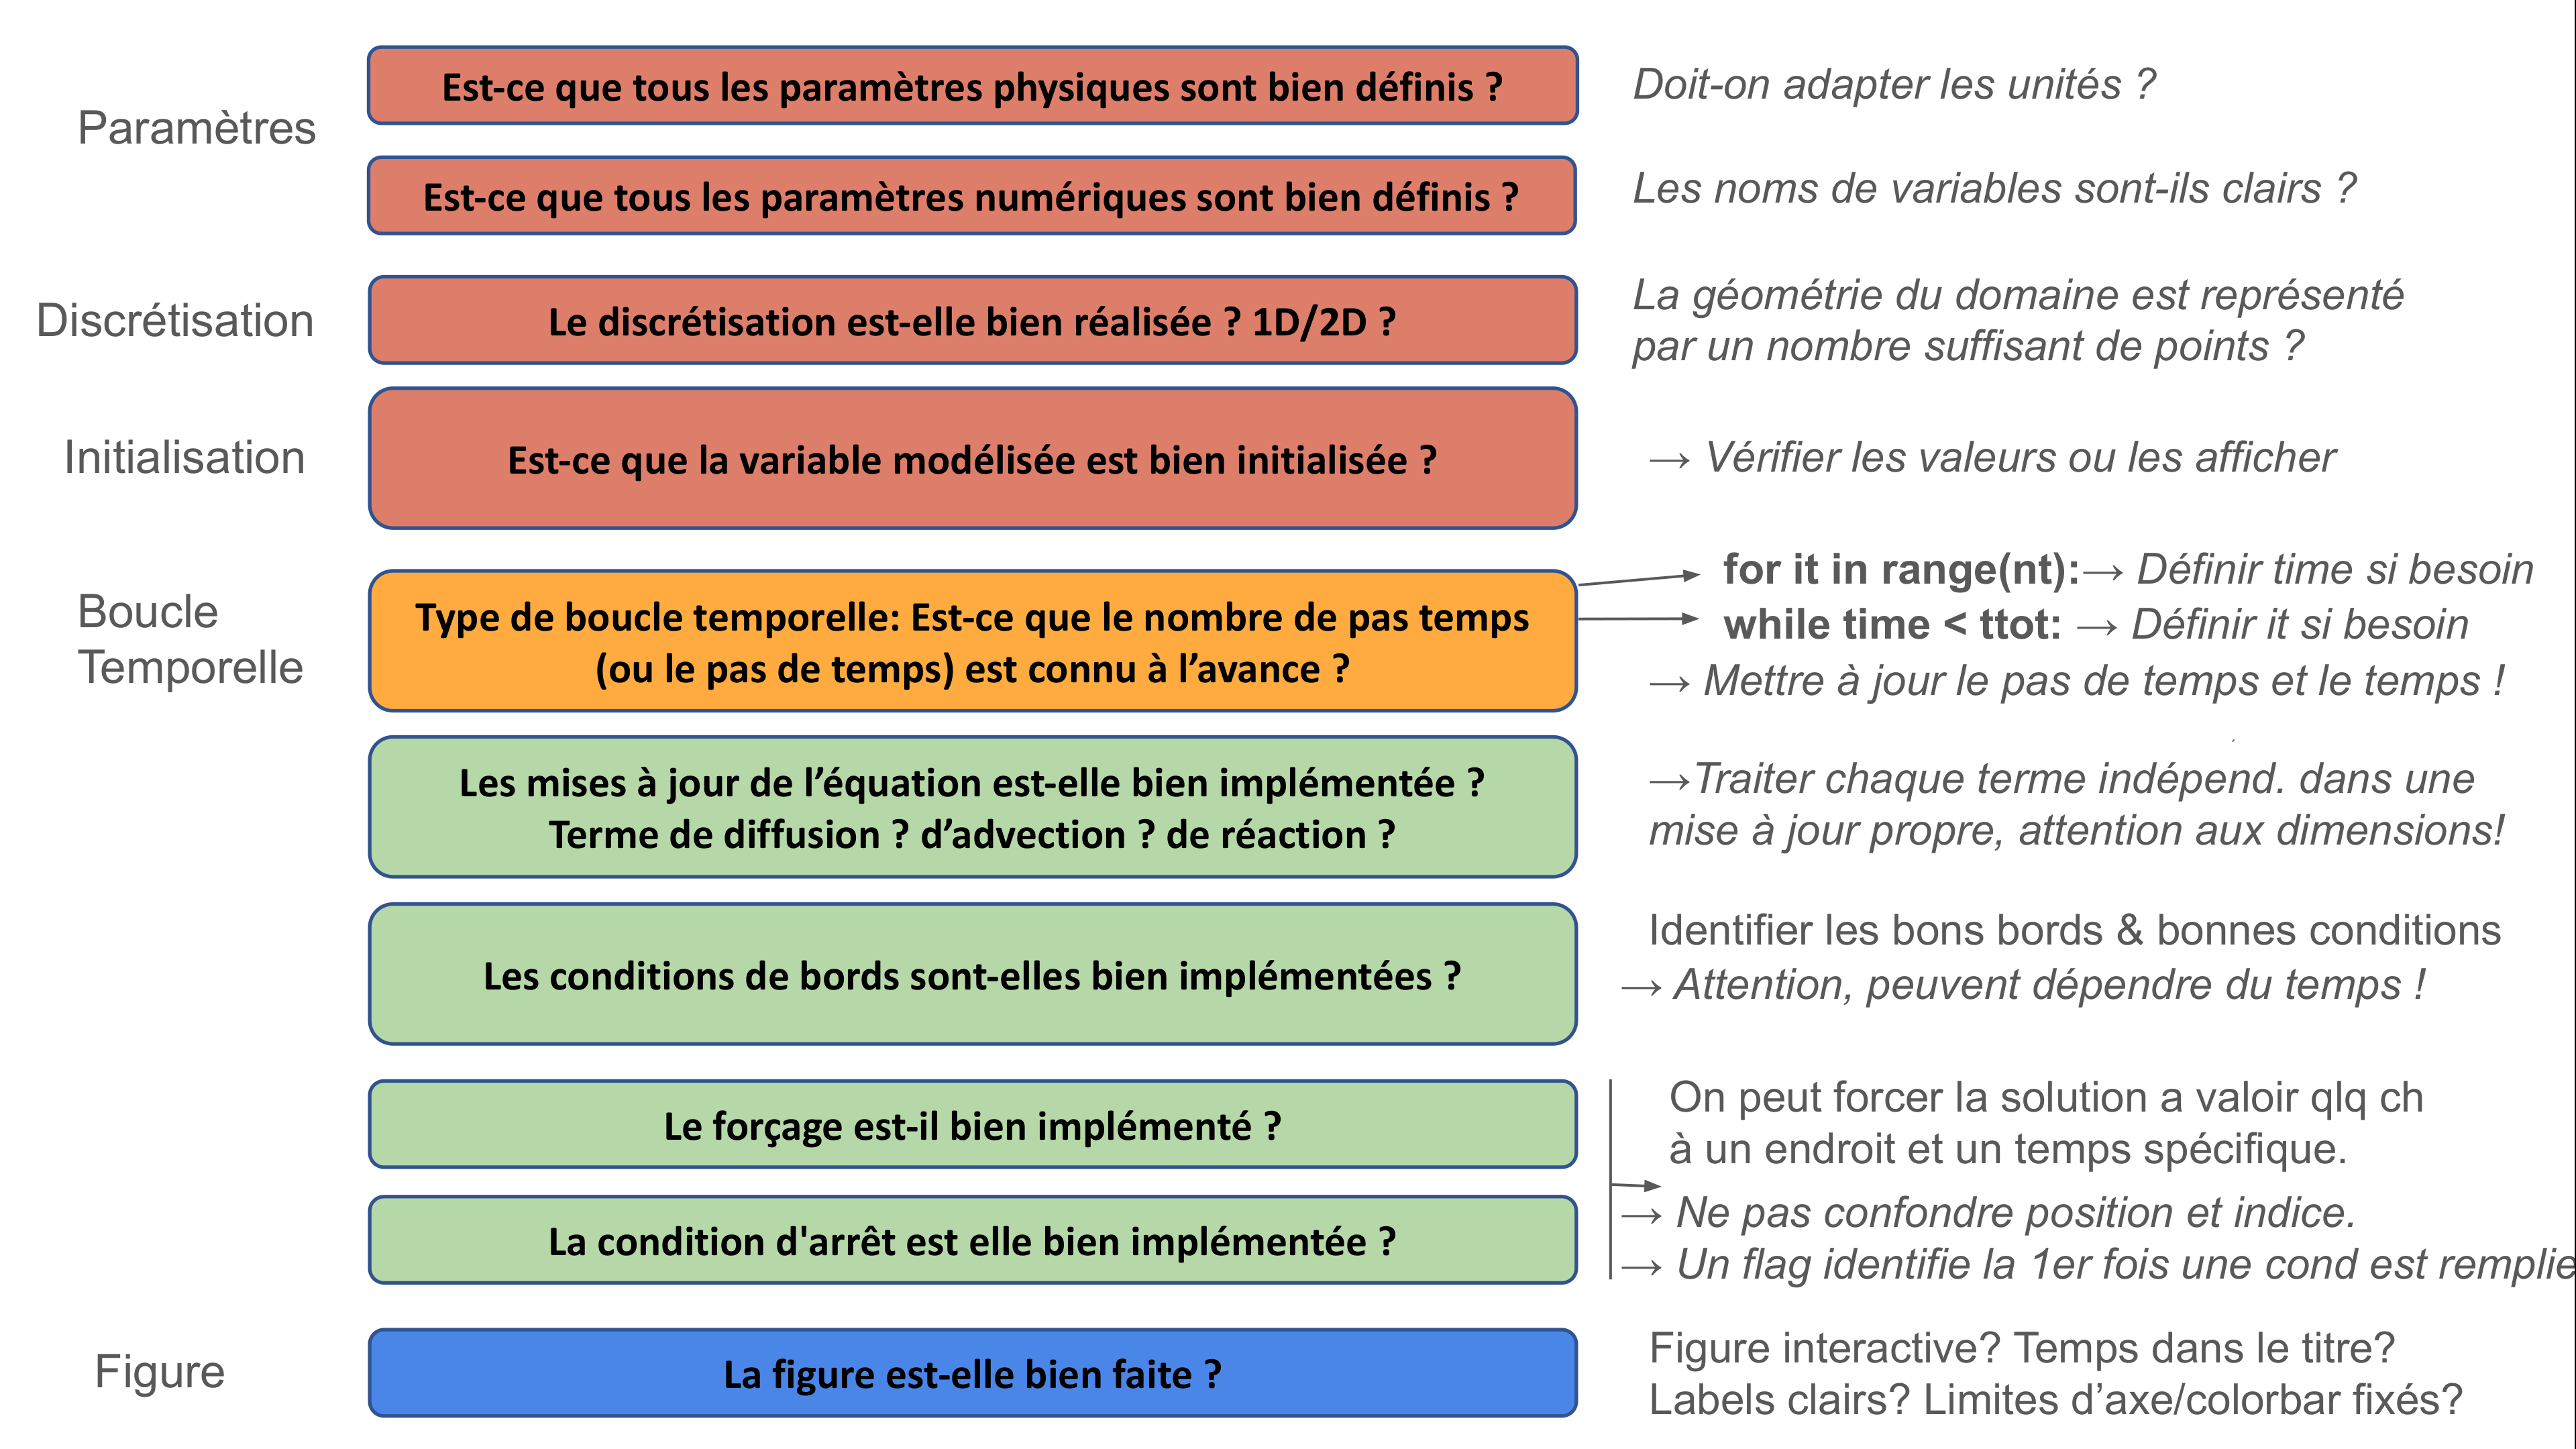 Paramètres
Est-ce que tous les paramètres physiques sont bien définis ?
Doit-on adapter les unités ?
Est-ce que tous les paramètres numériques sont bien définis ?
Les noms de variables sont-ils clairs ?
Discrétisation
Le discrétisation est-elle bien réalisée ? 1D/2D ?
La géométrie du domaine est représenté
par un nombre suffisant de points ?
Initialisation
Est-ce que la variable modélisée est bien initialisée ?
→ Vérifier les valeurs ou les afficher
Boucle
Temporelle
Type de boucle temporelle: Est-ce que le nombre de pas temps
(ou le pas de temps) est connu à l’avance ?
for it in range(nt):→ Définir time si besoin
while time < ttot: → Définir it si besoin
→ Mettre à jour le pas de temps et le temps !
Les mises à jour de l’équation est-elle bien implémentée ?
Terme de diffusion ? d’advection ? de réaction ?
→Traiter chaque terme indépend. dans une
mise à jour propre, attention aux dimensions!
Les conditions de bords sont-elles bien implémentées ?
Identifier les bons bords & bonnes conditions
→ Attention, peuvent dépendre du temps !
Le forçage est-il bien implémenté ?
On peut forcer la solution a valoir qlq ch
à un endroit et un temps spécifique.
La condition d'arrêt est elle bien implémentée ?
→ Ne pas confondre position et indice.
→ Un flag identifie la 1er fois une cond est remplie
Figure
La figure est-elle bien faite ?
Figure interactive? Temps dans le titre?
Labels clairs? Limites d’axe/colorbar fixés?